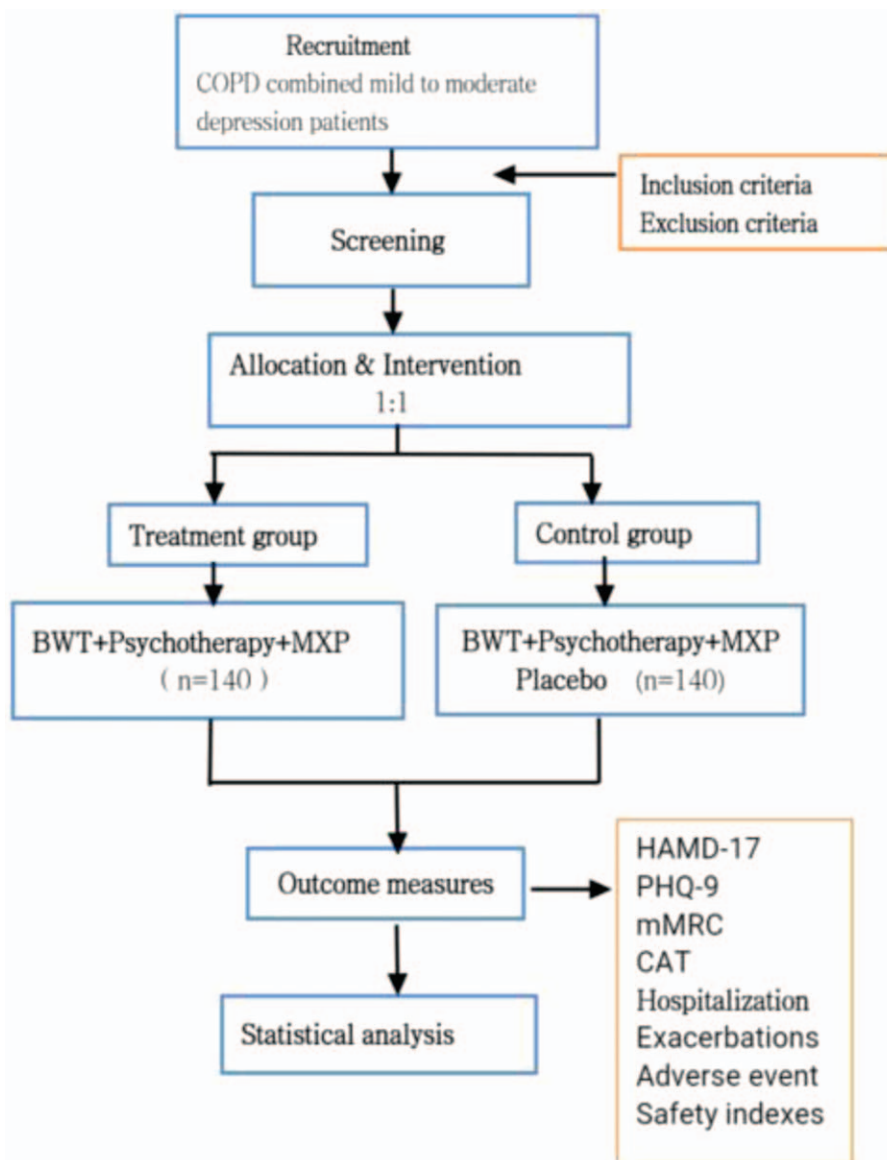 Recruitment
COPD combined mild to moderate
depression patients
Inclusion criteria
Exclusion criteria
Screening
Allocation & Intervention
1:1
Treatment group
Control group
BWT+Psychotherapy+MXP
( n=140 )
BWT+Psychotherapy+MXP
Placebo (n=140)
Outcome measures
HAMD-17
PHQ-9
mMRC
CAT
Hospitalization
Exacerbations
Adverse event
Safety indexes
Statistical analysis